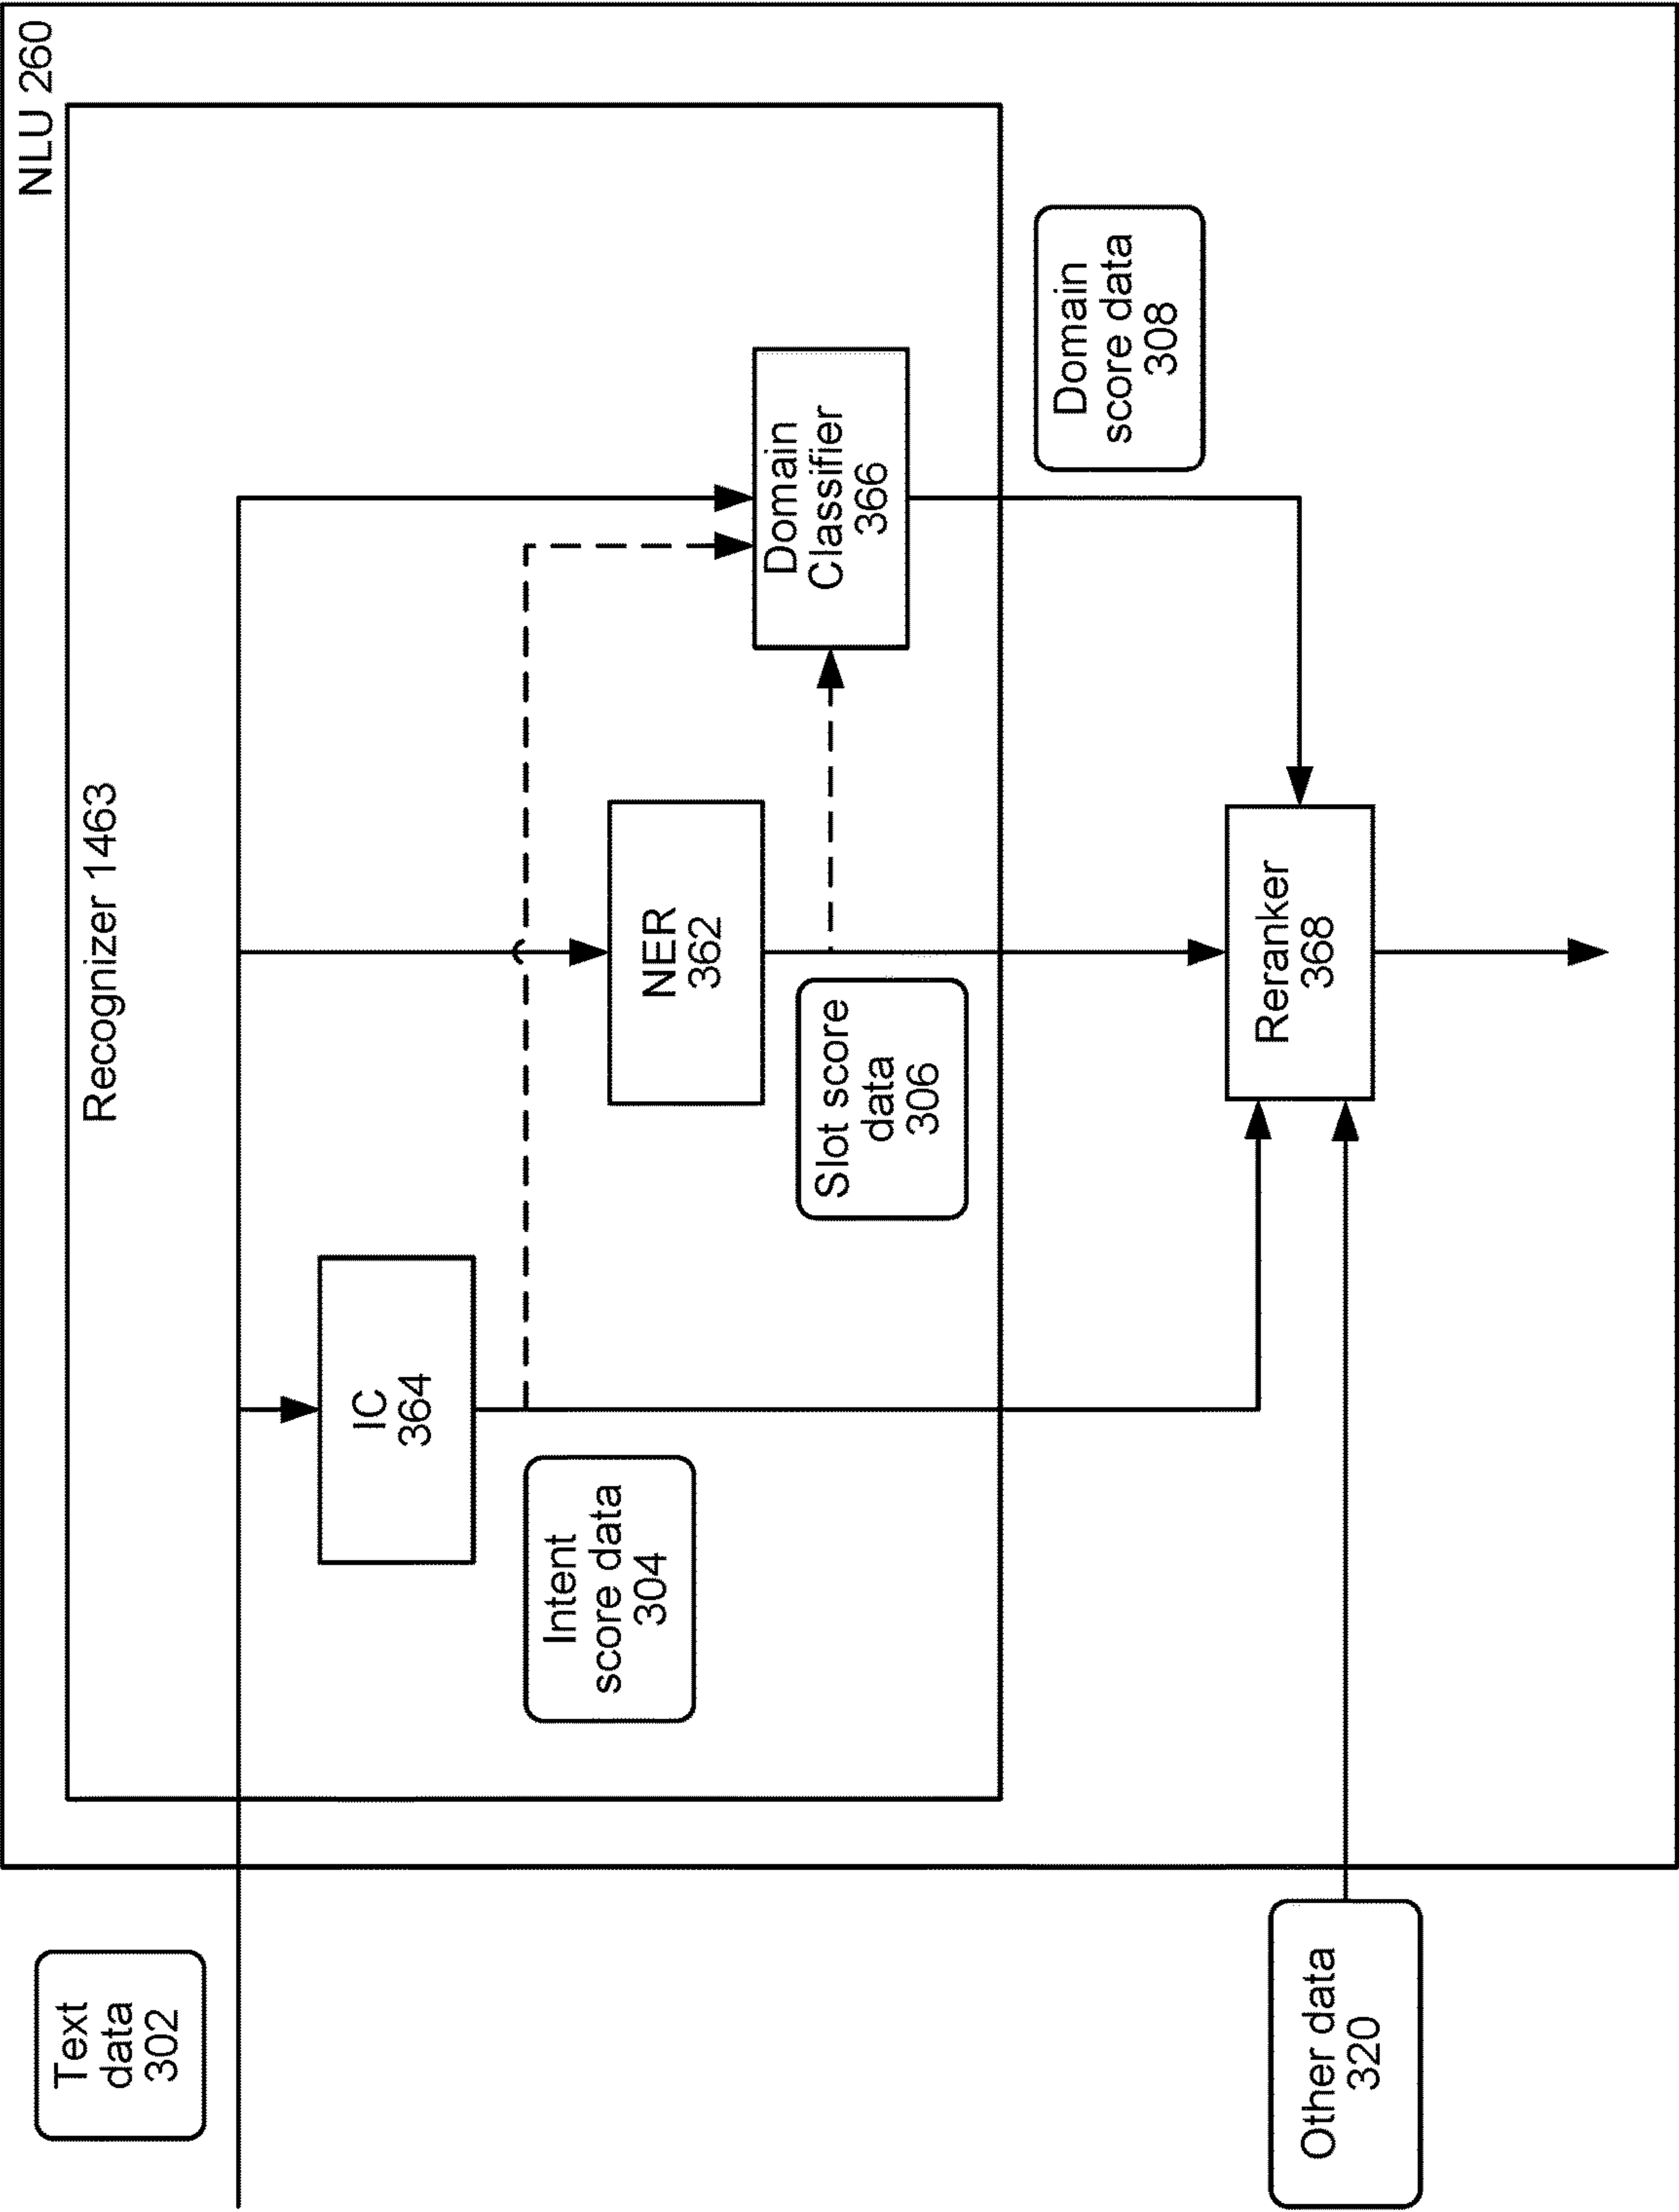 NLU 260
Recognizer 1463
Text
data
302
IC
364
Intent
score data
304
NER
362
Slot score
data
306
Domain
Classifier
366
Domain
score data
308
Reranker
368
Other data
320